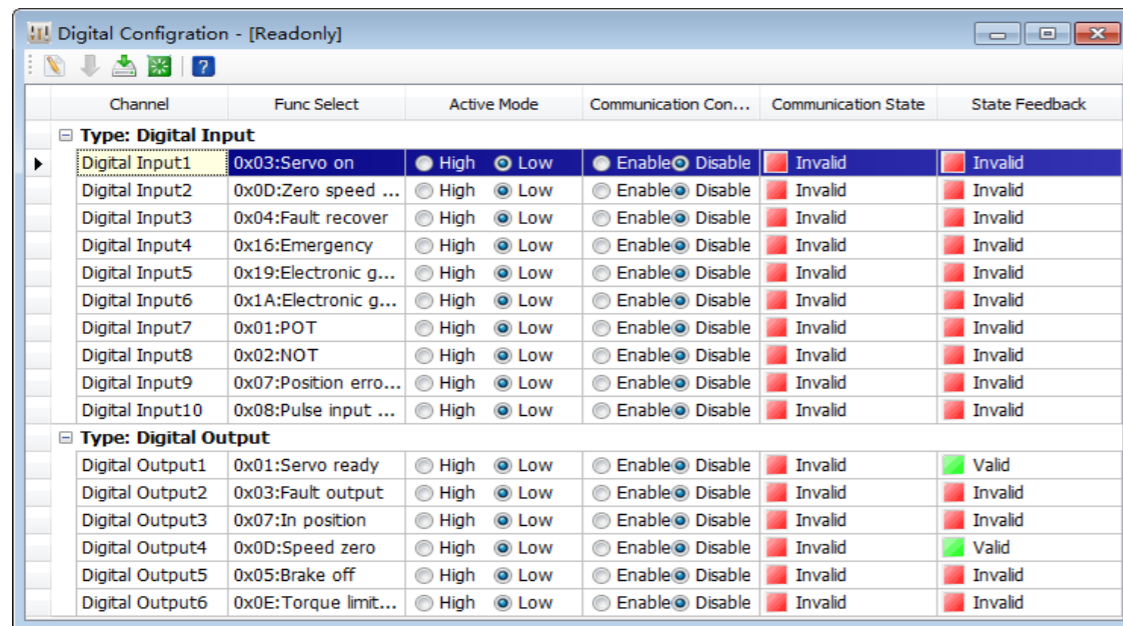 Digital Configration - [Readonly]
?
Channel Func Select Active Mode Communication Con... Communication State State Feedback
Type: Digital Input
Digital Input1 0x03:Servo on High Low Enable Disable Invalid Invalid
Digital Input2 0x0D:Zero speed ... High Low Enable Disable Invalid Invalid
Digital Input3 0x04:Fault recover High Low Enable Disable Invalid Invalid
Digital Input4 0x16:Emergency High Low Enable Disable Invalid Invalid
Digital Input5 0x19:Electronic g... High Low Enable Disable Invalid Invalid
Digital Input6 0x1A:Electronic g... High Low Enable Disable Invalid Invalid
Digital Input7 0x01:POT High Low Enable Disable Invalid Invalid
Digital Input8 0x02:NOT High Low Enable Disable Invalid Invalid
Digital Input9 0x07:Position erro... High Low Enable Disable Invalid Invalid
Digital Input10 0x08:Pulse input ... High Low Enable Disable Invalid Invalid
Type: Digital Output
Digital Output1 0x01:Servo ready High Low Enable Disable Invalid Valid
Digital Output2 0x03:Fault output High Low Enable Disable Invalid Invalid
Digital Output3 0x07:In position High Low Enable Disable Invalid Invalid
Digital Output4 0x0D:Speed zero High Low Enable Disable Invalid Valid
Digital Output5 0x05:Brake off High Low Enable Disable Invalid Invalid
Digital Output6 0x0E:Torque limit... High Low Enable Disable Invalid Invalid